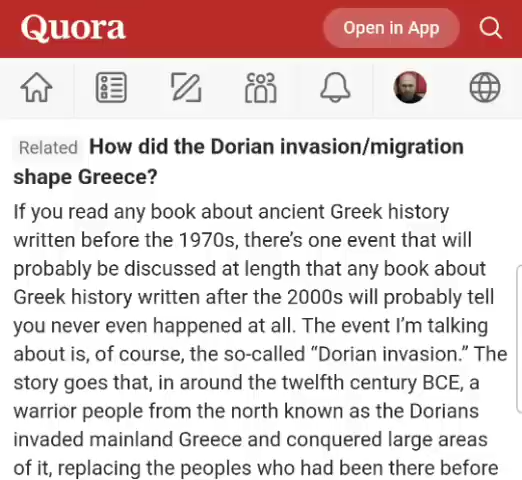 Quora
Open in App
Related How did the Dorian invasion/migration
shape Greece?
If you read any book about ancient Greek history
written before the 1970s, there's one event that will
probably be discussed at length that any book about
Greek history written after the 2000s will probably tell
you never even happened at all. The event I'm talking
about is, of course, the so-called “Dorian invasion.” The
story goes that, in around the twelfth century BCE, a
warrior people from the north known as the Dorians
invaded mainland Greece and conquered large areas
of it, replacing the peoples who had been there before